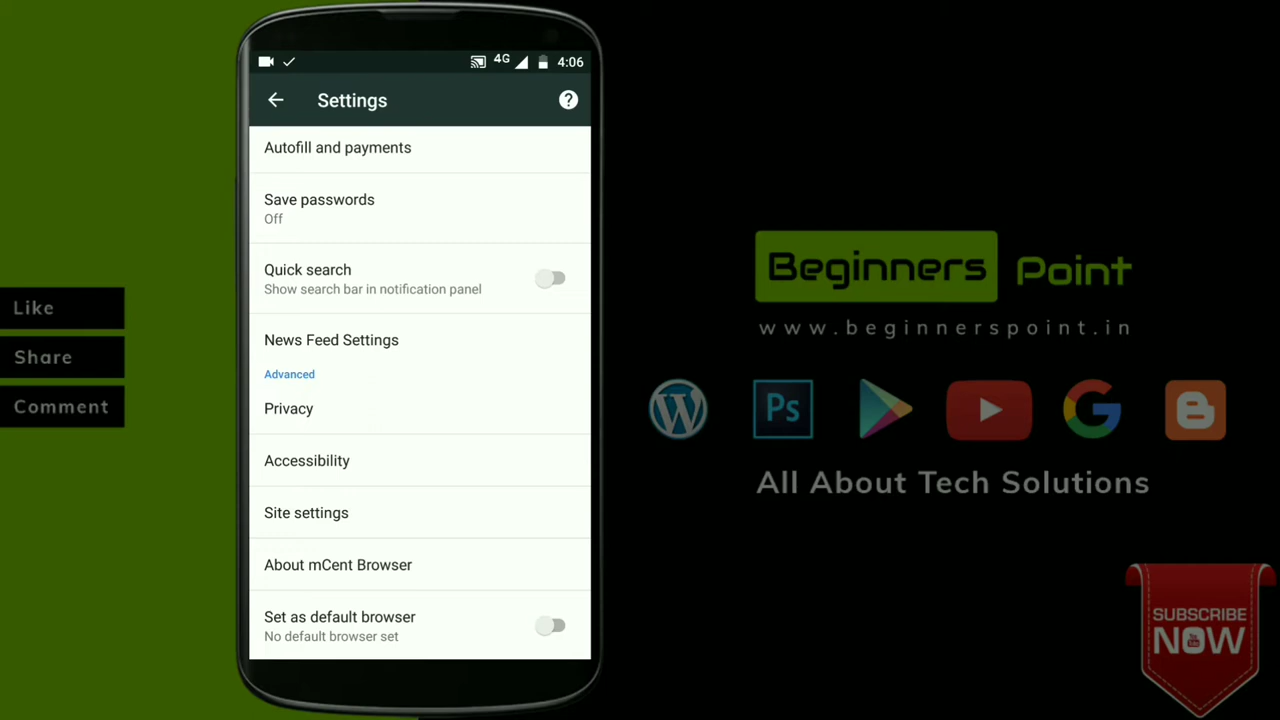 4G 4:06
Settings
Autofill and payments
Save passwords
Off
Quick search
Show search bar in notification panel
News Feed Settings
Advanced
Privacy
Accessibility
Site settings
About mCent Browser
Set as default browser
No default browser set
Like
Share
Comment
Beginners Point
www.beginnerspoint.in
Ps
All About Tech Solutions
SUBSCRIBE
NOW